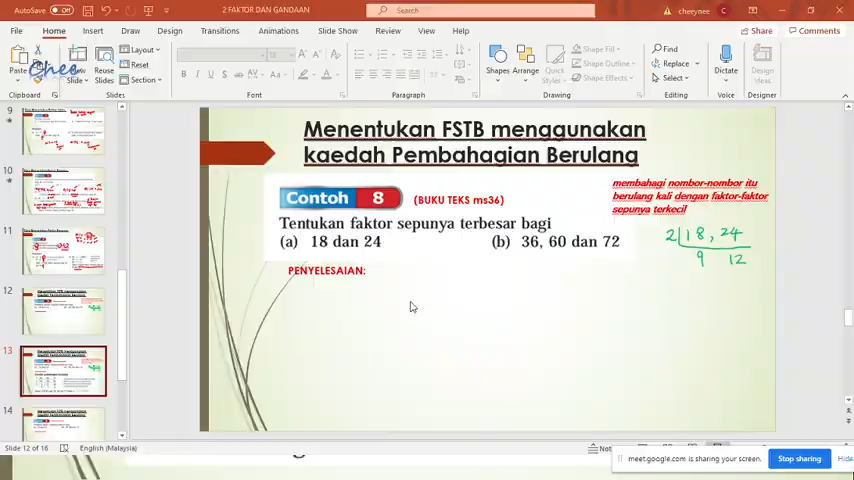 AutoSave Off
2 FAKTOR DAN GANDAAN
Search
cheeynee C
File Home Insert Draw Design Transitions Animations Slide Show Review View Help
Share Comments
Paste
Chee
New Slide
Reuse Slides
Layout
Reset
Section
Shapes Arrange Quick Styles
Shape Fill
Shape Outline
Shape Effects
Find
Replace
Select
Dictate
Design Ideas
Clipboard Slides Font Paragraph Drawing Editing Voice Designer
9
10
11
12
13
14
Menentukan FSTB menggunakan
kaedah Pembahagian Berulang
Contoh 8 (BUKU TEKS ms36)
membahagi nombor-nombor itu
berulang kali dengan faktor-faktor
sepunya terkecil
Tentukan faktor sepunya terbesar bagi
(a) 18 dan 24 (b) 36, 60 dan 72
2 18, 24
9 12
PENYELESAIAN:
Slide 12 of 16 English (Malaysia)
meet.google.com is sharing your screen. Stop sharing Hide